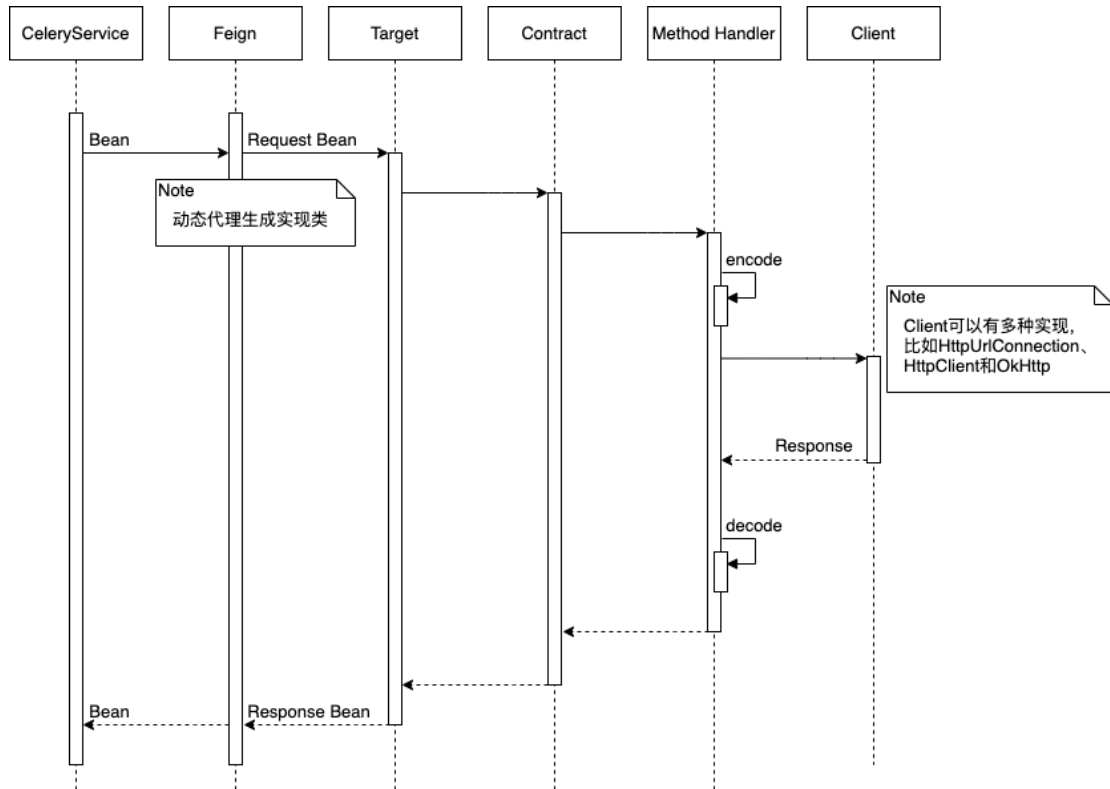 CeleryService
Feign
Target
Contract
Method Handler
Client
Bean
Request Bean
Note
动态代理生成实现类
encode
Note
Client可以有多种实现，
比如HttpUrlConnection、
HttpClient和OkHttp
Response
decode
Bean
Response Bean